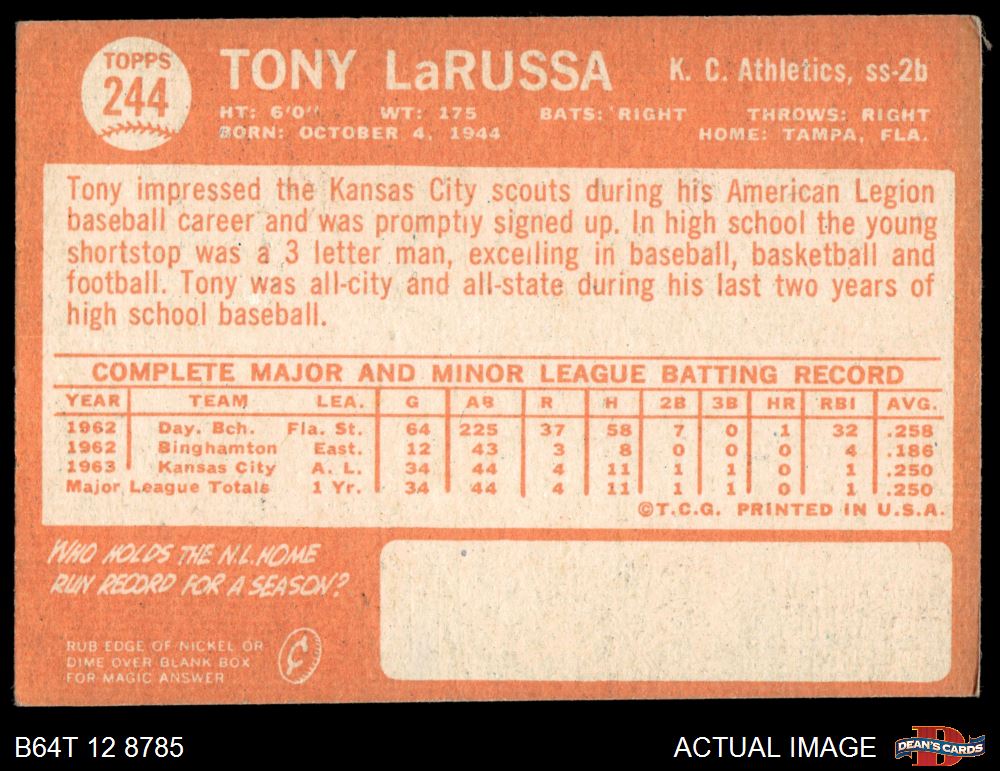 TOPPS
244
TONY LaRUSSA
K. C. Athletics, ss-2b
HT: 6'0" WT: 175 BATS: RIGHT THROWS: RIGHT
BORN: OCTOBER 4, 1944 HOME: TAMPA, FLA.
Tony impressed the Kansas City scouts during his American Legion
baseball career and was promptly signed up. In high school the young
shortstop was a 3 letter man, excelling in baseball, basketball and
football. Tony was all-city and all-state during his last two years of
high school baseball.
COMPLETE MAJOR AND MINOR LEAGUE BATTING RECORD
YEAR TEAM LEA. G AB R H 2B 3B HR RBI AVG.
1962 Day. Bch. Fla. St. 64 225 37 58 7 0 1 32 .258
1962 Binghamton East. 12 43 3 8 0 0 0 4 .186
1963 Kansas City A. L. 34 44 4 11 1 1 0 1 .250
Major League Totals 1 Yr. 34 44 4 11 1 1 0 1 .250
©T.C.G. PRINTED IN U.S.A.
WHO HOLDS THE N.L. HOME
RUN RECORD FOR A SEASON?
RUB EDGE OF NICKEL OR
DIME OVER BLANK BOX
FOR MAGIC ANSWER
¢
B64T 12 8785
ACTUAL IMAGE
D
DEAN'S CARDS